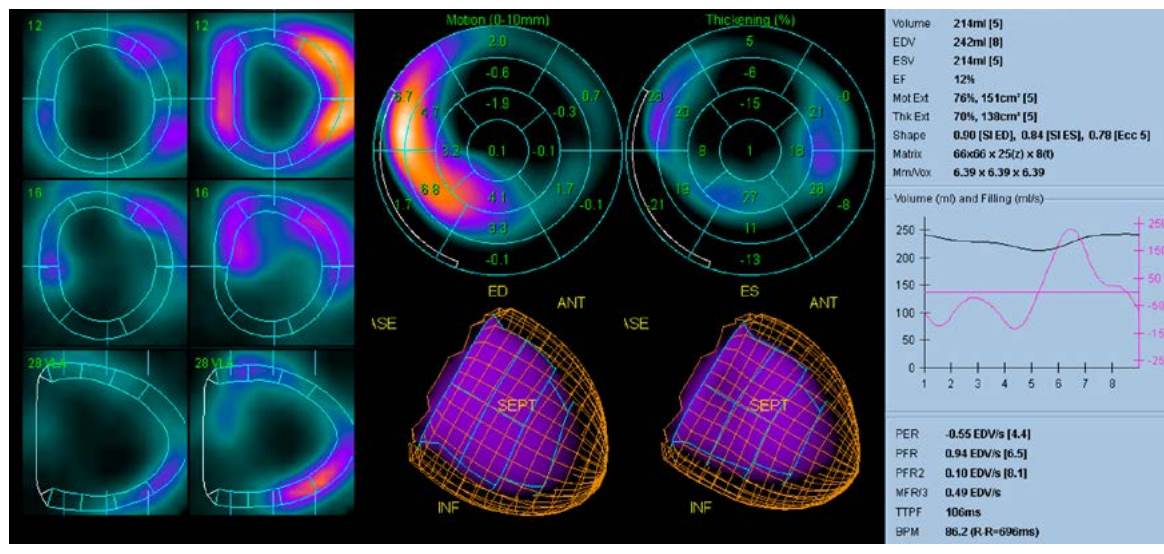 12
16
28 VLA
28 VLA
Motion (0-10mm)
2.0
-0.6
6.7
4.7
-1.9
-0.3
0.7
3.2
0.1
-0.1
6.8
4.1
1.7
1.7
3.3
-0.1
-0.1
Thickening (%)
5
-6
23
20
-15
21
-0
8
1
18
19
27
26
-21
11
-8
-13
ED
ANT
ASE
SEPT
INF
ES
ANT
ASE
SEPT
INF
Volume 214ml [5]
EDV 242ml [8]
ESV 214ml [5]
EF 12%
Mot Ext 76%, 151cm² [5]
Thk Ext 70%, 138cm² [5]
Shape 0.90 [SI ED], 0.84 [SI ES], 0.78 [Ecc 5]
Matrix 66x66 x 25(z) x 8(t)
Mm/Vox 6.39 x 6.39 x 6.39
Volume (ml) and Filling (ml/s)
250
200
150
100
50
0
1 2 3 4 5 6 7 8
250
150
50
-50
-150
-25
PER -0.55 EDV/s [4.4]
PFR 0.94 EDV/s [6.5]
PFR2 0.10 EDV/s [8.1]
MFR/3 0.49 EDV/s
TTPF 106ms
BPM 86.2 (R-R=696ms)